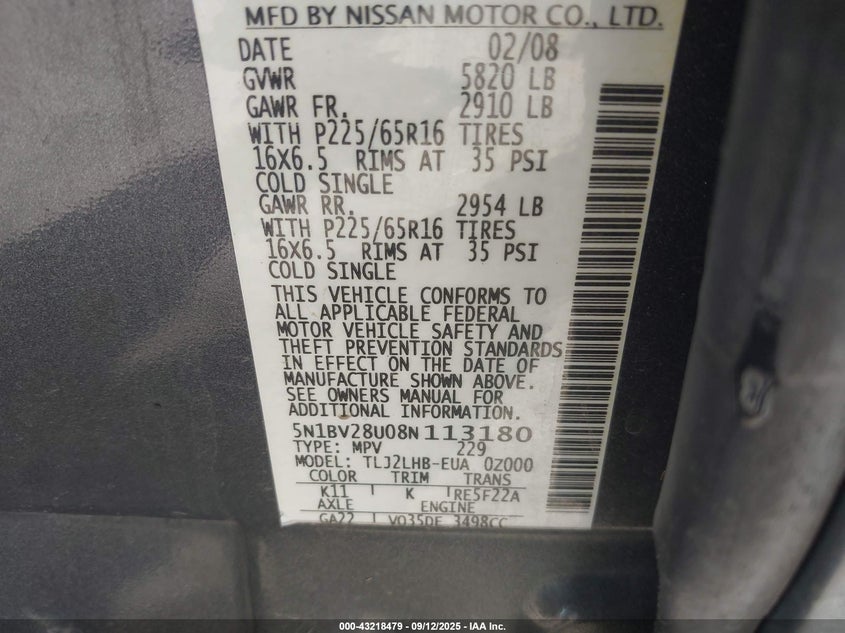 MFD BY NISSAN MOTOR CO., LTD.
DATE 02/08
GVWR 5820 LB
GAWR FR. 2910 LB
WITH P225/65R16 TIRES
16X6.5 RIMS AT 35 PSI
COLD SINGLE
GAWR RR. 2954 LB
WITH P225/65R16 TIRES
16X6.5 RIMS AT 35 PSI
COLD SINGLE
THIS VEHICLE CONFORMS TO
ALL APPLICABLE FEDERAL
MOTOR VEHICLE SAFETY AND
THEFT PREVENTION STANDARDS
IN EFFECT ON THE DATE OF
MANUFACTURE SHOWN ABOVE.
SEE OWNERS MANUAL FOR
ADDITIONAL INFORMATION
5N1BV28U08N113180
TYPE: MPV 229
MODEL: TLJ2LHB-EUA 0Z000
COLOR TRIM TRANS
K11 K RE5F22A
AXLE ENGINE
GA22 VQ35DE 3498CC
000-43218479 - 09/12/2025 - IAA Inc.